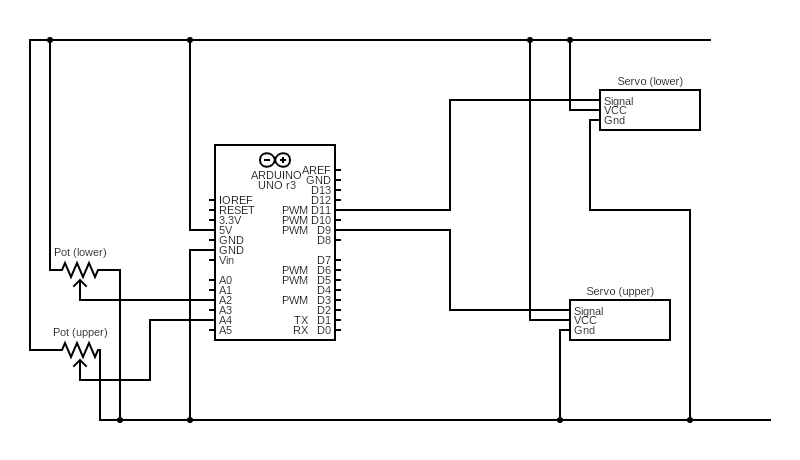 Servo (lower)
Signal
VCC
Gnd
ARDUINO
UNO r3
AREF
GND
D13
D12
IOREF
RESET
PWM D11
3.3V
PWM D10
5V
PWM D9
GND
D8
GND
Vin
D7
PWM D6
A0
PWM D5
A1
D4
A2
PWM D3
A3
D2
A4
TX D1
A5
RX D0
Pot (lower)
Pot (upper)
Servo (upper)
Signal
VCC
Gnd